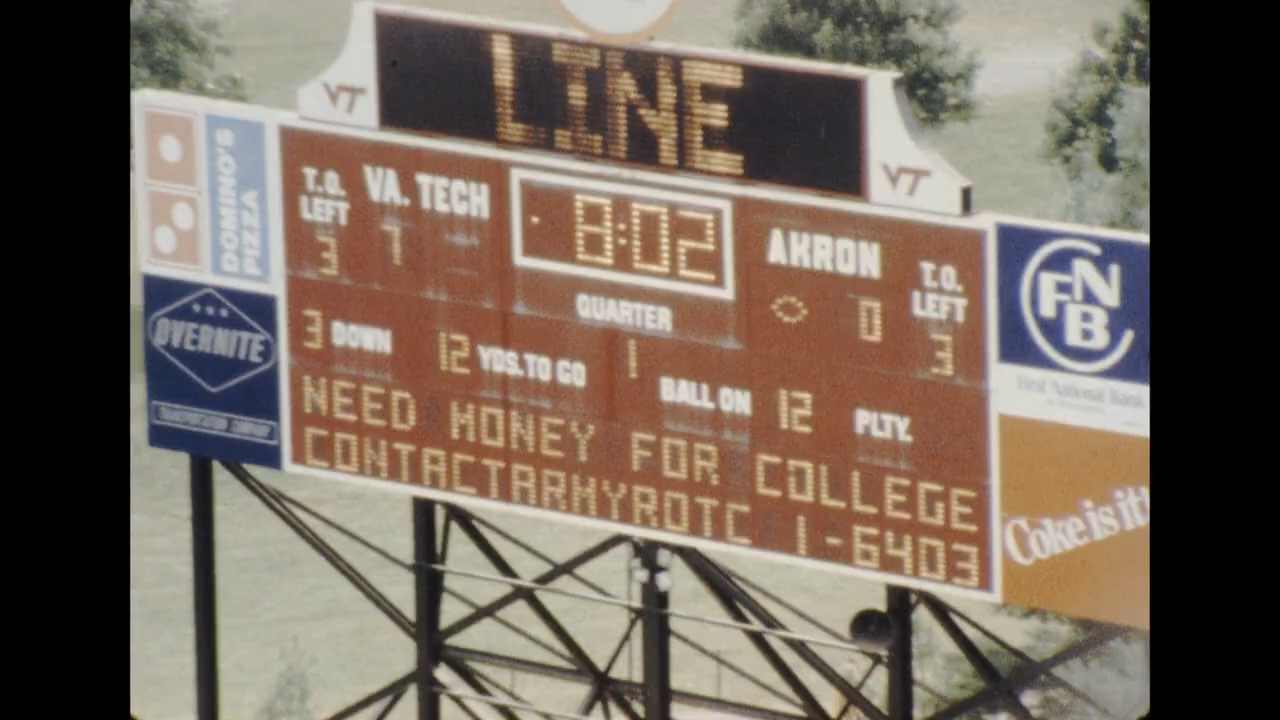 LINE
VT
VT
DOMINO'S
PIZZA
T.O.
LEFT
3
VA. TECH
7
8:02
AKRON
0
T.O.
LEFT
3
QUARTER
1
3 DOWN
12 YDS. TO GO
BALL ON 12
PLTY.
NEED MONEY FOR COLLEGE
CONTACTARMYROTC 1-6403
OVERNITE
TRANSPORTATION COMPANY
FNB
First National Bank
Coke is it!